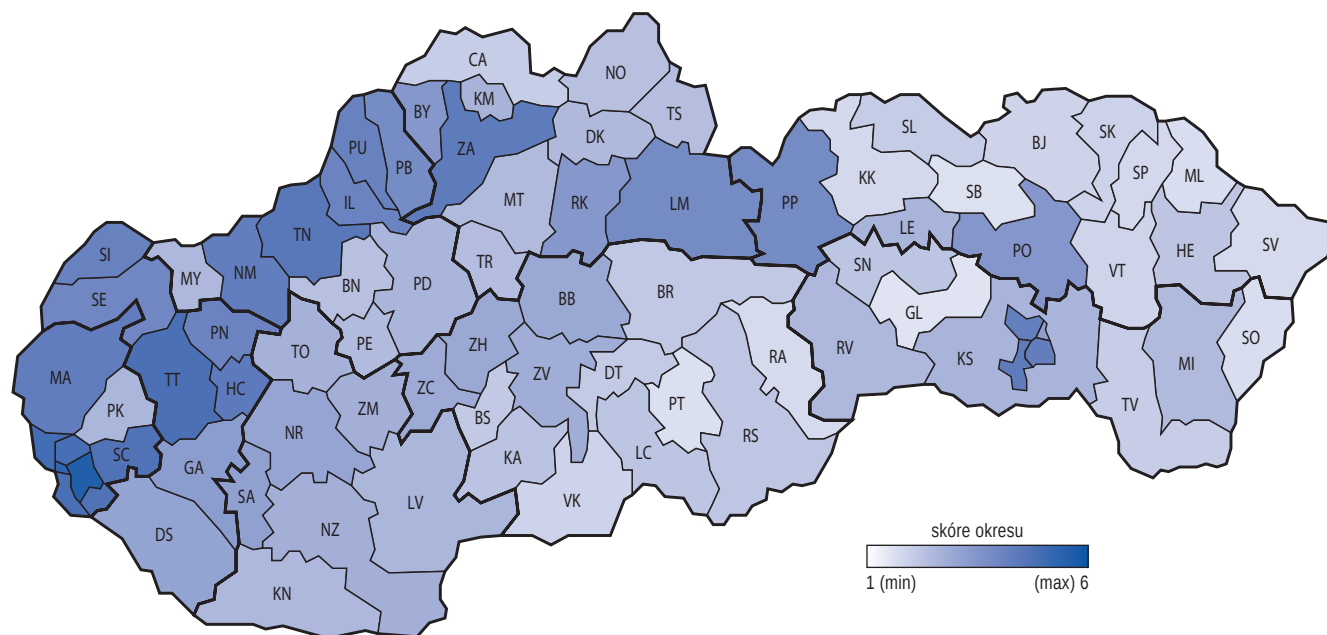 CA
NO
KM
BY
TS
DK
PU
ZA
PB
SL
SK
BJ
SP
ML
KK
SB
MT
RK
LM
PP
IL
LE
TN
PO
HE
SV
SI
VT
MY
NM
TR
SN
BN
PD
BB
BR
SE
GL
PN
TO
PE
ZH
RA
RV
KS
SO
MA
TT
HC
ZV
DT
MI
PK
ZC
ZM
PT
TV
BS
NR
RS
SC
KA
LC
GA
SA
LV
VK
NZ
DS
KN
skóre okresu
1 (min) (max) 6